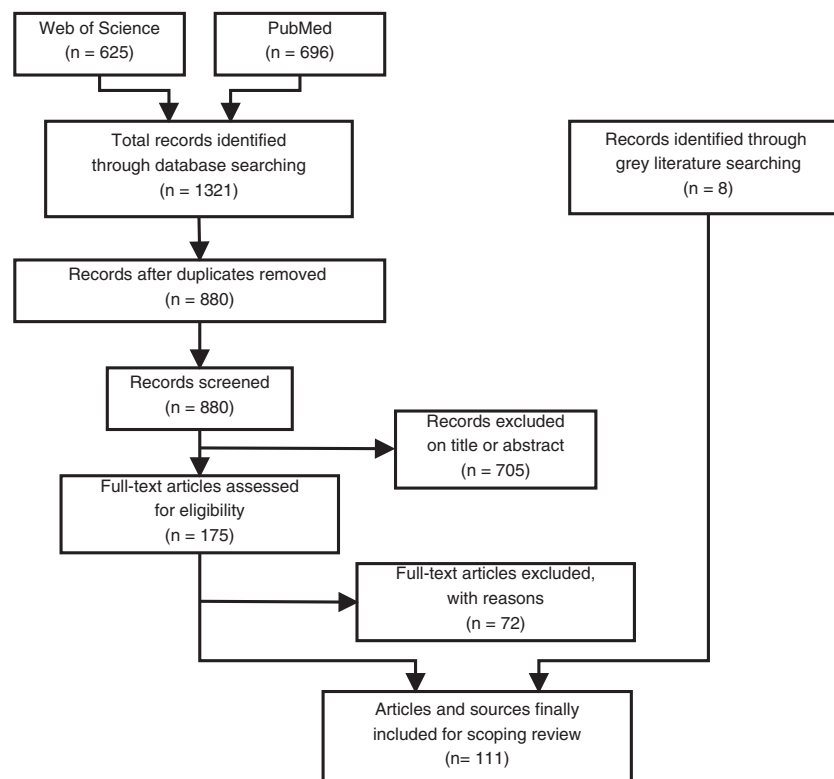 Web of Science
(n = 625)
PubMed
(n = 696)
Total records identified
through database searching
(n = 1321)
Records identified through
grey literature searching
(n = 8)
Records after duplicates removed
(n = 880)
Records screened
(n = 880)
Records excluded
on title or abstract
(n = 705)
Full-text articles assessed
for eligibility
(n = 175)
Full-text articles excluded,
with reasons
(n = 72)
Articles and sources finally
included for scoping review
(n= 111)